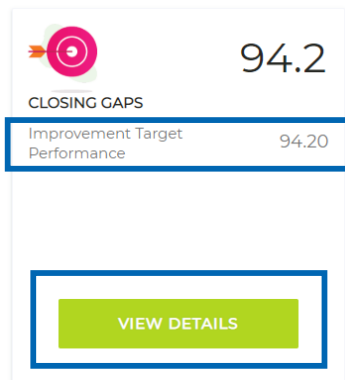 94.2
CLOSING GAPS
Improvement Target
Performance
94.20
VIEW DETAILS